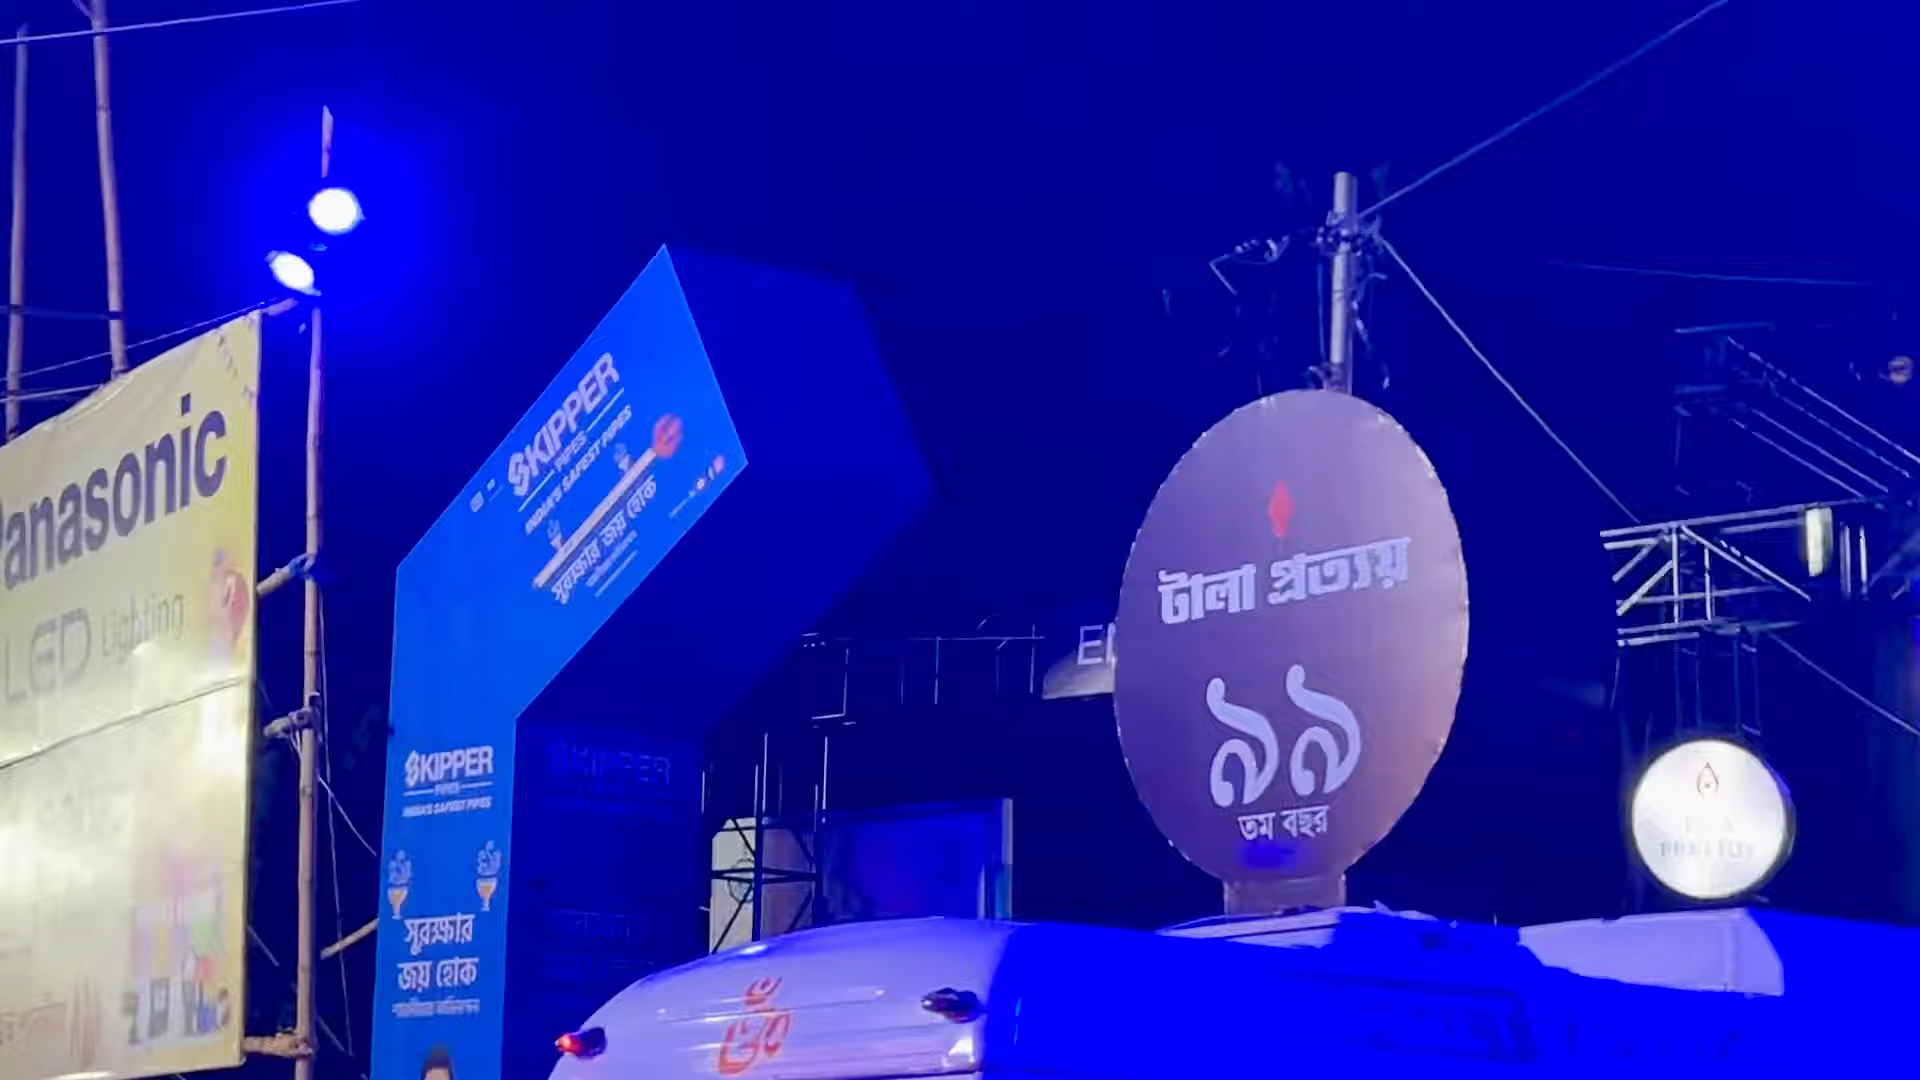 Panasonic
LED Lighting
SKIPPER
PIPES
INDIA'S SAFEST PIPES
সুরক্ষার জয় হোক
SKIPPER
PIPES
INDIA'S SAFEST PIPES
সুরক্ষার
জয় হোক
SKIPPER
টালা প্রত্যয়
৯৯
তম বছর
ওঁ